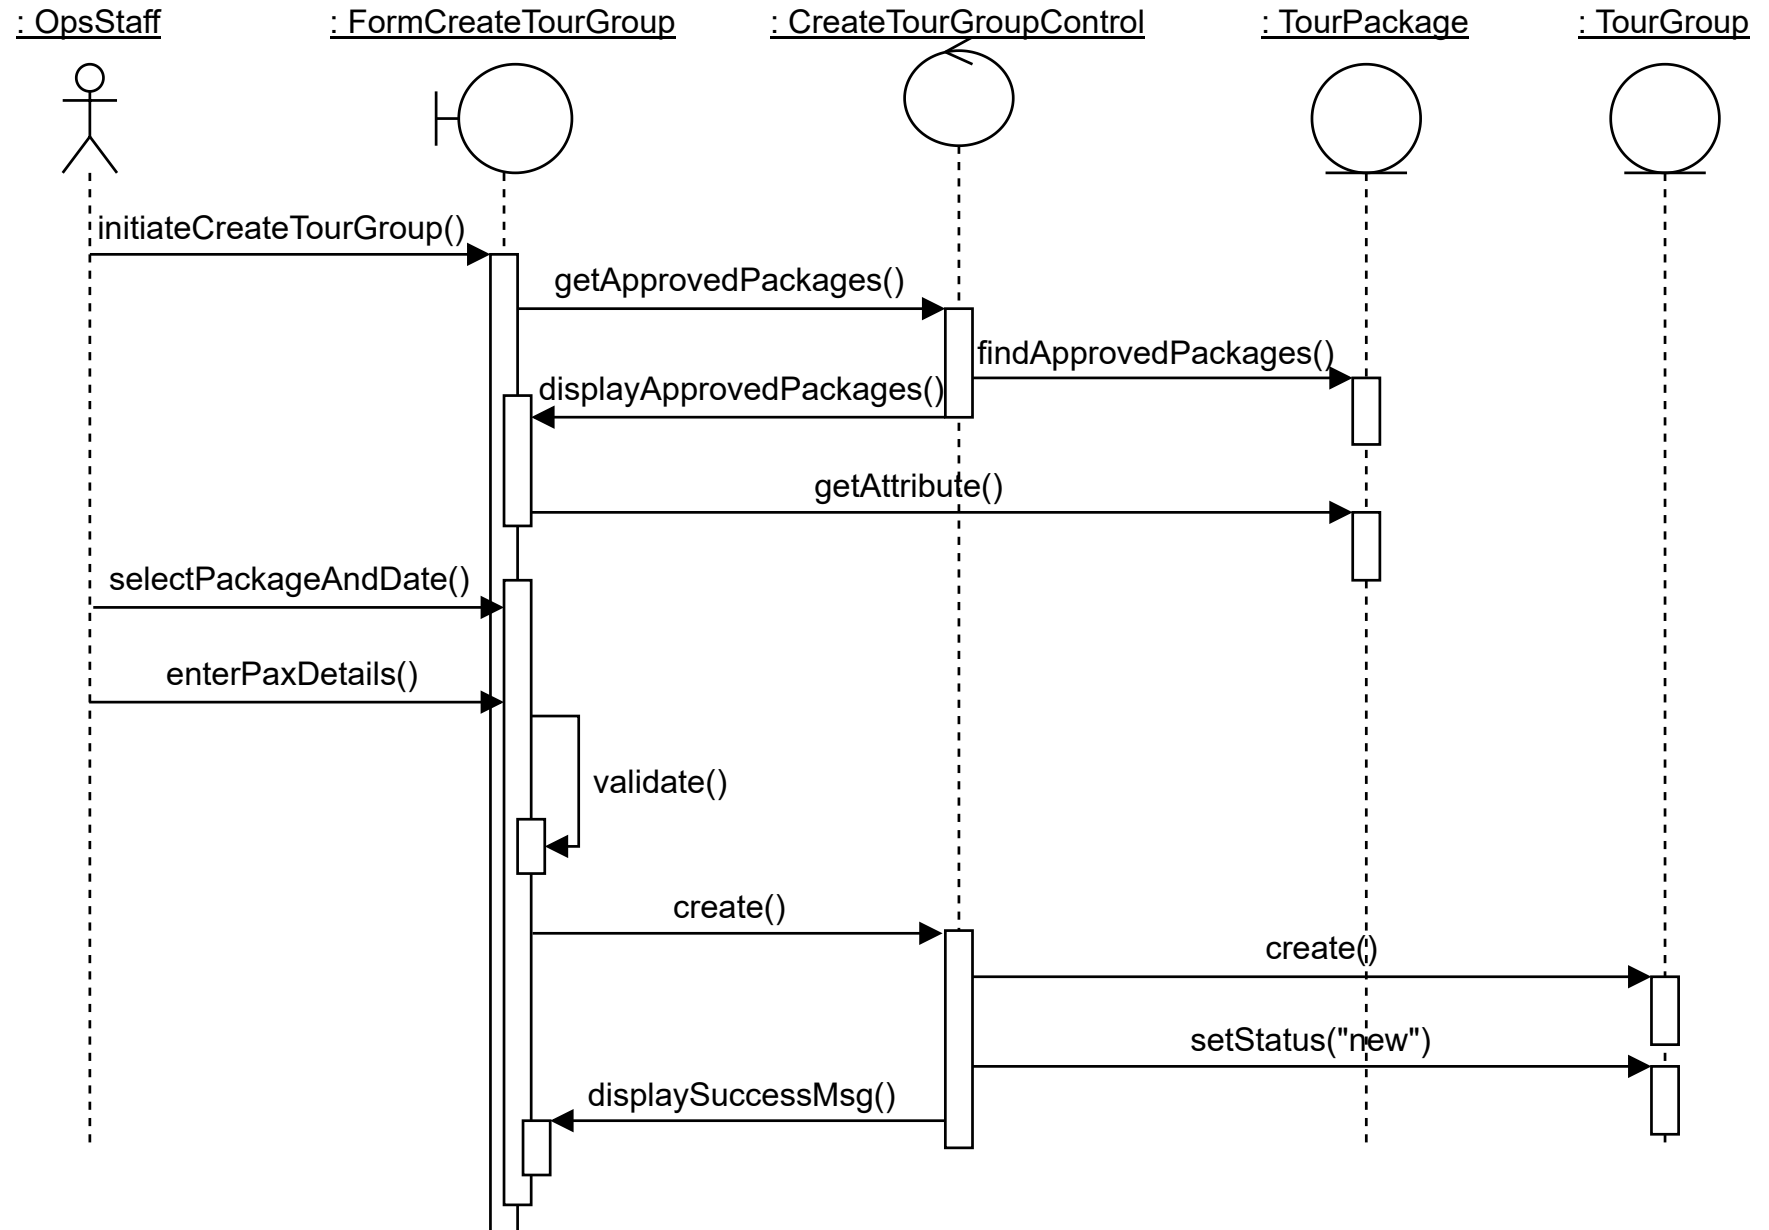 : OpsStaff
: FormCreateTourGroup
: CreateTourGroupControl
: TourPackage
: TourGroup
initiateCreateTourGroup()
getApprovedPackages()
findApprovedPackages()
displayApprovedPackages()
getAttribute()
selectPackageAndDate()
enterPaxDetails()
validate()
create()
create()
setStatus("new")
displaySuccessMsg()